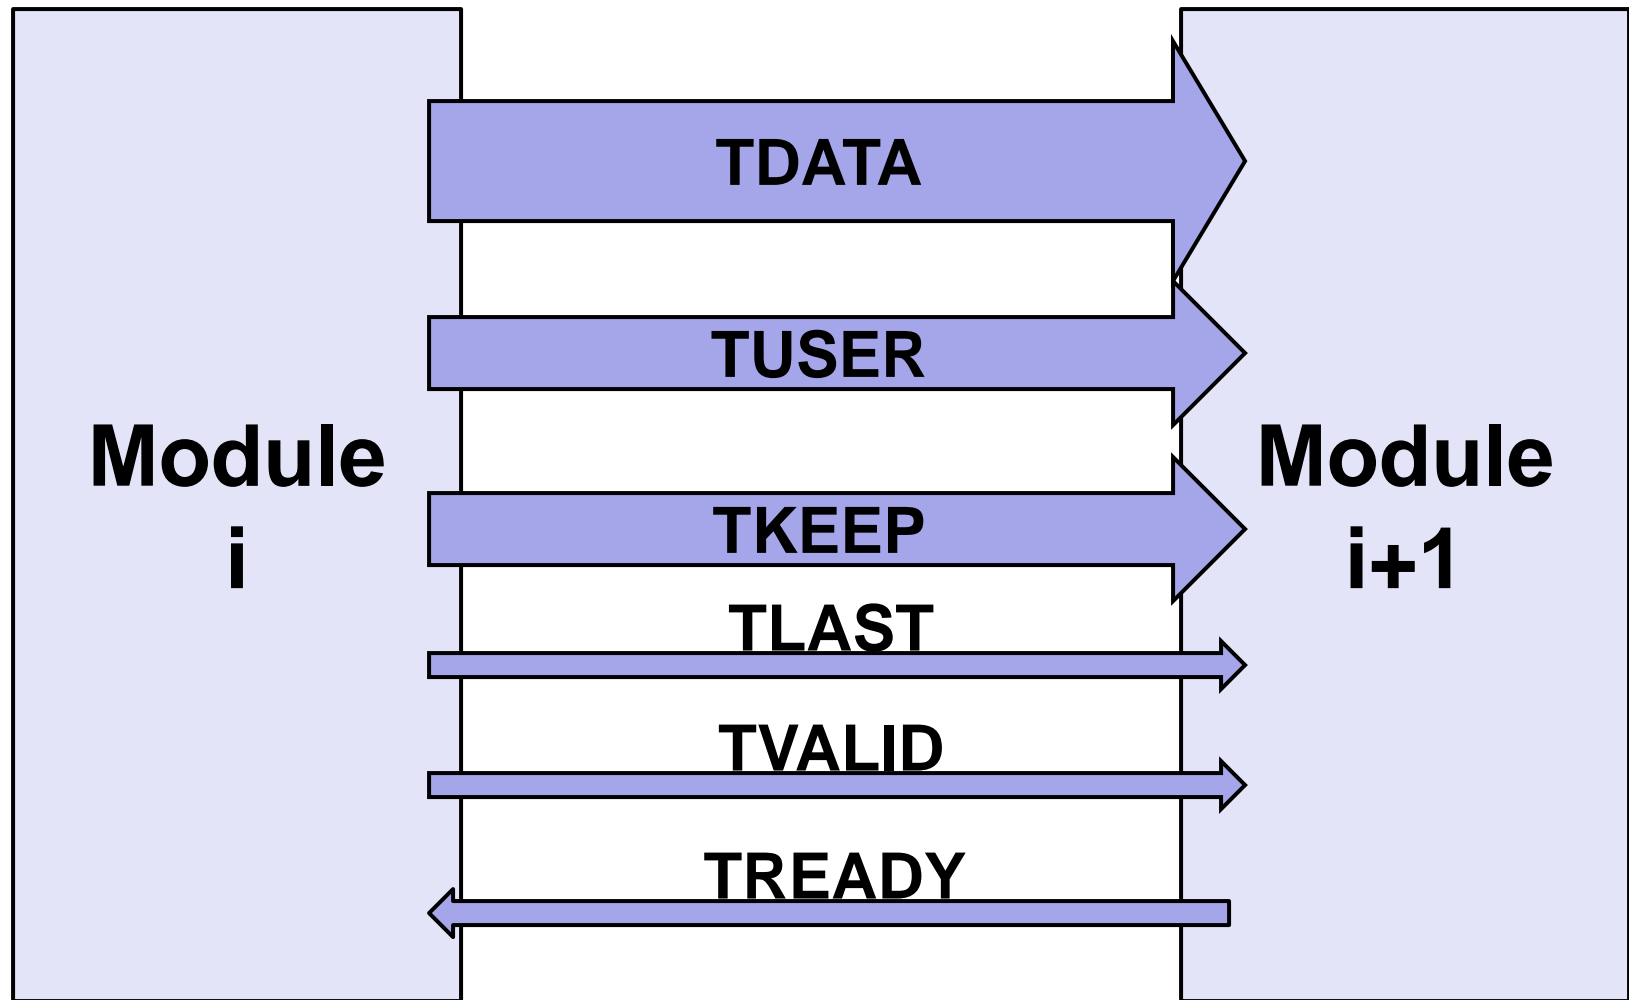 TDATA
TUSER
Module
i
TKEEP
Module
i+1
TLAST
TVALID
TREADY